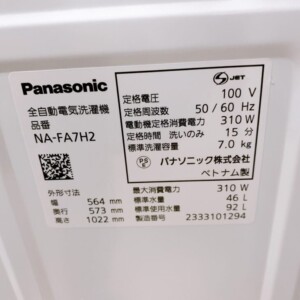 Panasonic
全自動電気洗濯機
品番
NA-FA7H2
外形寸法
幅 564 mm
奥行 573 mm
高さ 1022 mm
S JET
定格電圧 100 V
定格周波数 50/60 Hz
電動機定格消費電力 310 W
定格時間 洗いのみ 15 分
標準洗濯容量 7.0 kg
PS E パナソニック株式会社
ベトナム製
最大消費電力 310 W
標準水量 46 L
標準使用水量 92 L
製造番号 2333101294